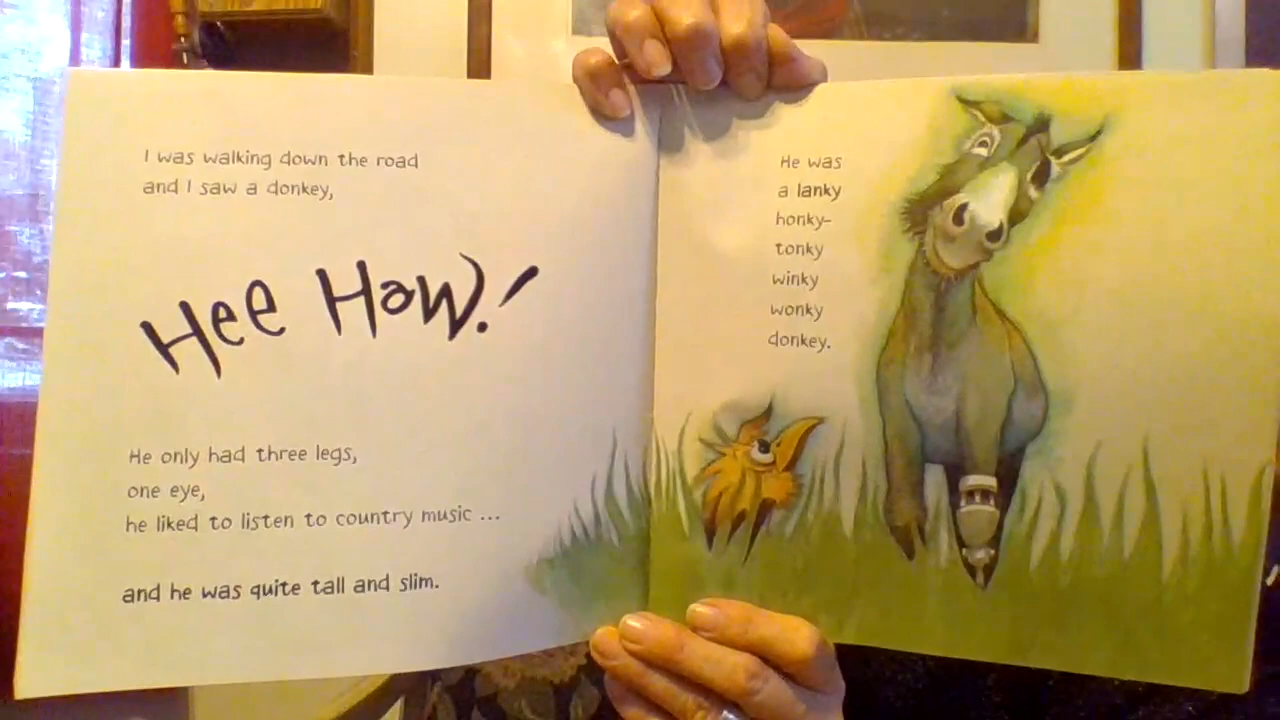 I was walking down the road
and I saw a donkey,
Hee Haw!
He only had three legs,
one eye,
he liked to listen to country music ...
and he was quite tall and slim.
He was
a lanky
honky-
tonky
winky
wonky
donkey.